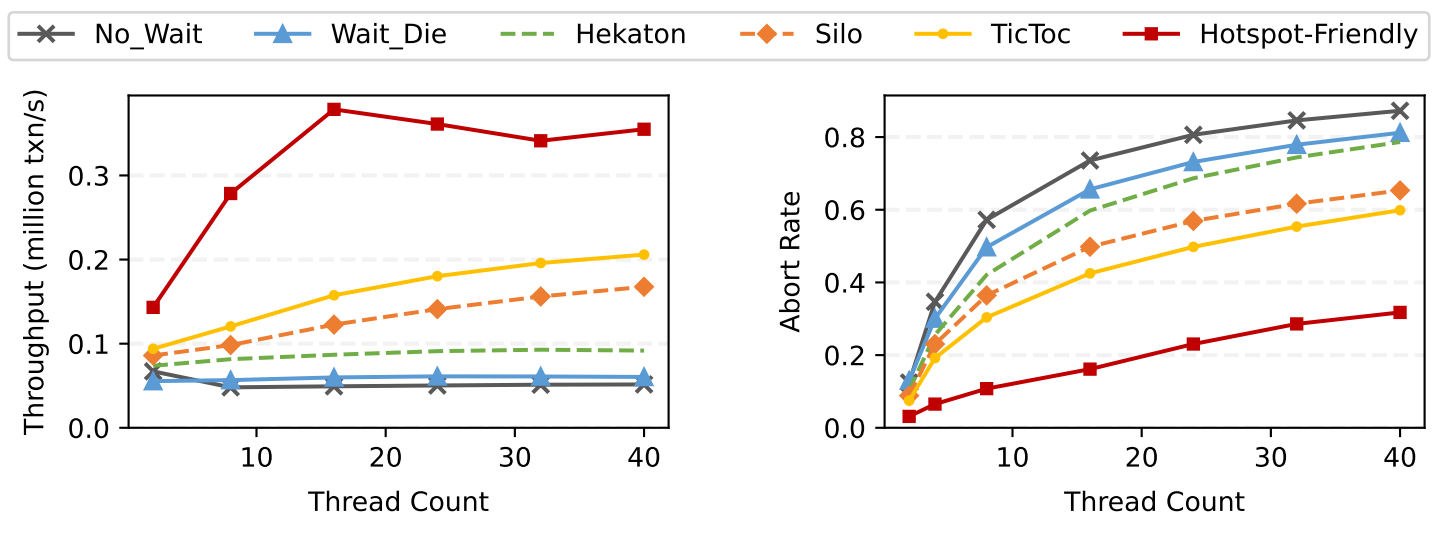 No_Wait Wait_Die Hekaton Silo TicToc Hotspot-Friendly
Throughput (million txn/s)
0.3
0.2
0.1
0.0
10 20 30 40
Thread Count
Abort Rate
0.8
0.6
0.4
0.2
0.0
10 20 30 40
Thread Count